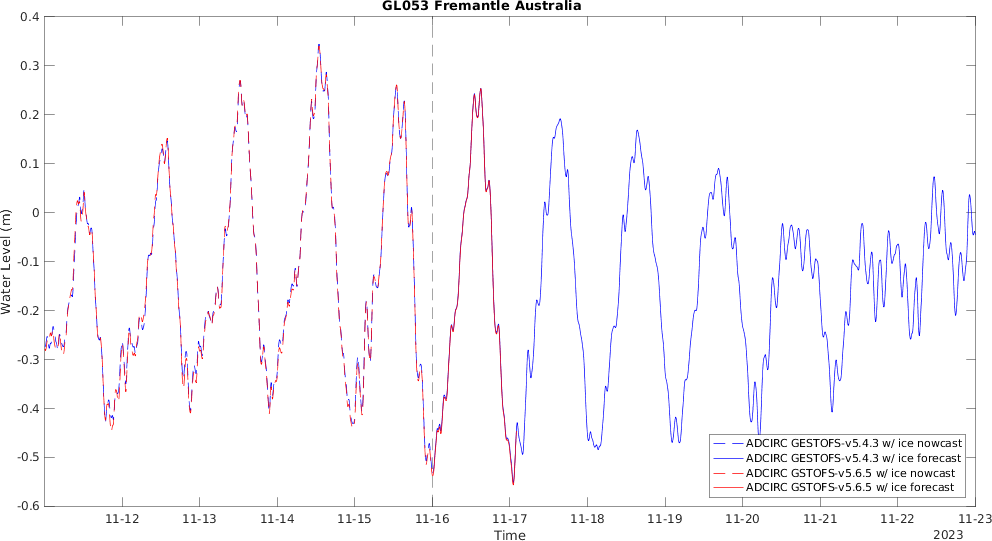 GL053 Fremantle Australia
0.4
0.3
0.2
0.1
0
-0.1
-0.2
-0.3
-0.4
-0.5
-0.6
Water Level (m)
ADCIRC GESTOFS-v5.4.3 w/ ice nowcast
ADCIRC GESTOFS-v5.4.3 w/ ice forecast
ADCIRC GSTOFS-v5.6.5 w/ ice nowcast
ADCIRC GSTOFS-v5.6.5 w/ ice forecast
11-12 11-13 11-14 11-15 11-16 11-17 11-18 11-19 11-20 11-21 11-22 11-23
Time
2023